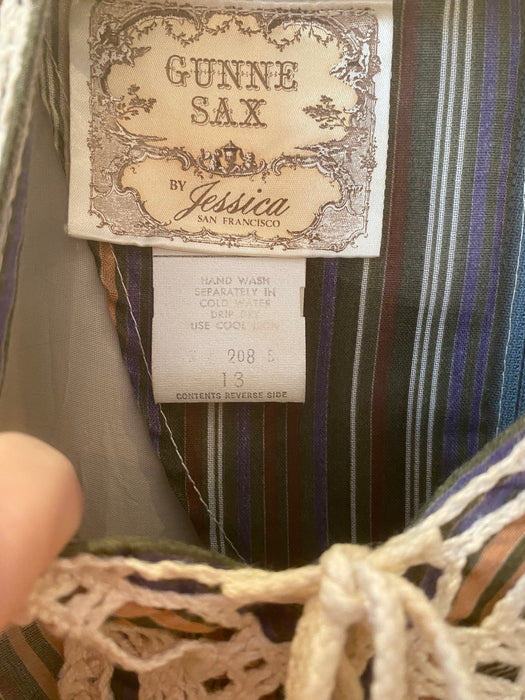 GUNNE
SAX
BY Jessica
SAN FRANCISCO
HAND WASH
SEPARATELY IN
COLD WATER
DRIP DRY
USE COOL IRON
208 5
13
CONTENTS REVERSE SIDE